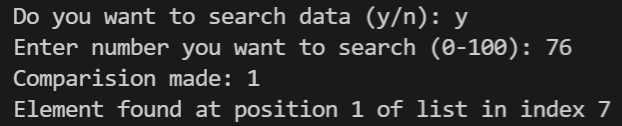 Do you want to search data (y/n): y
Enter number you want to search (0-100): 76
Comparision made: 1
Element found at position 1 of list in index 7